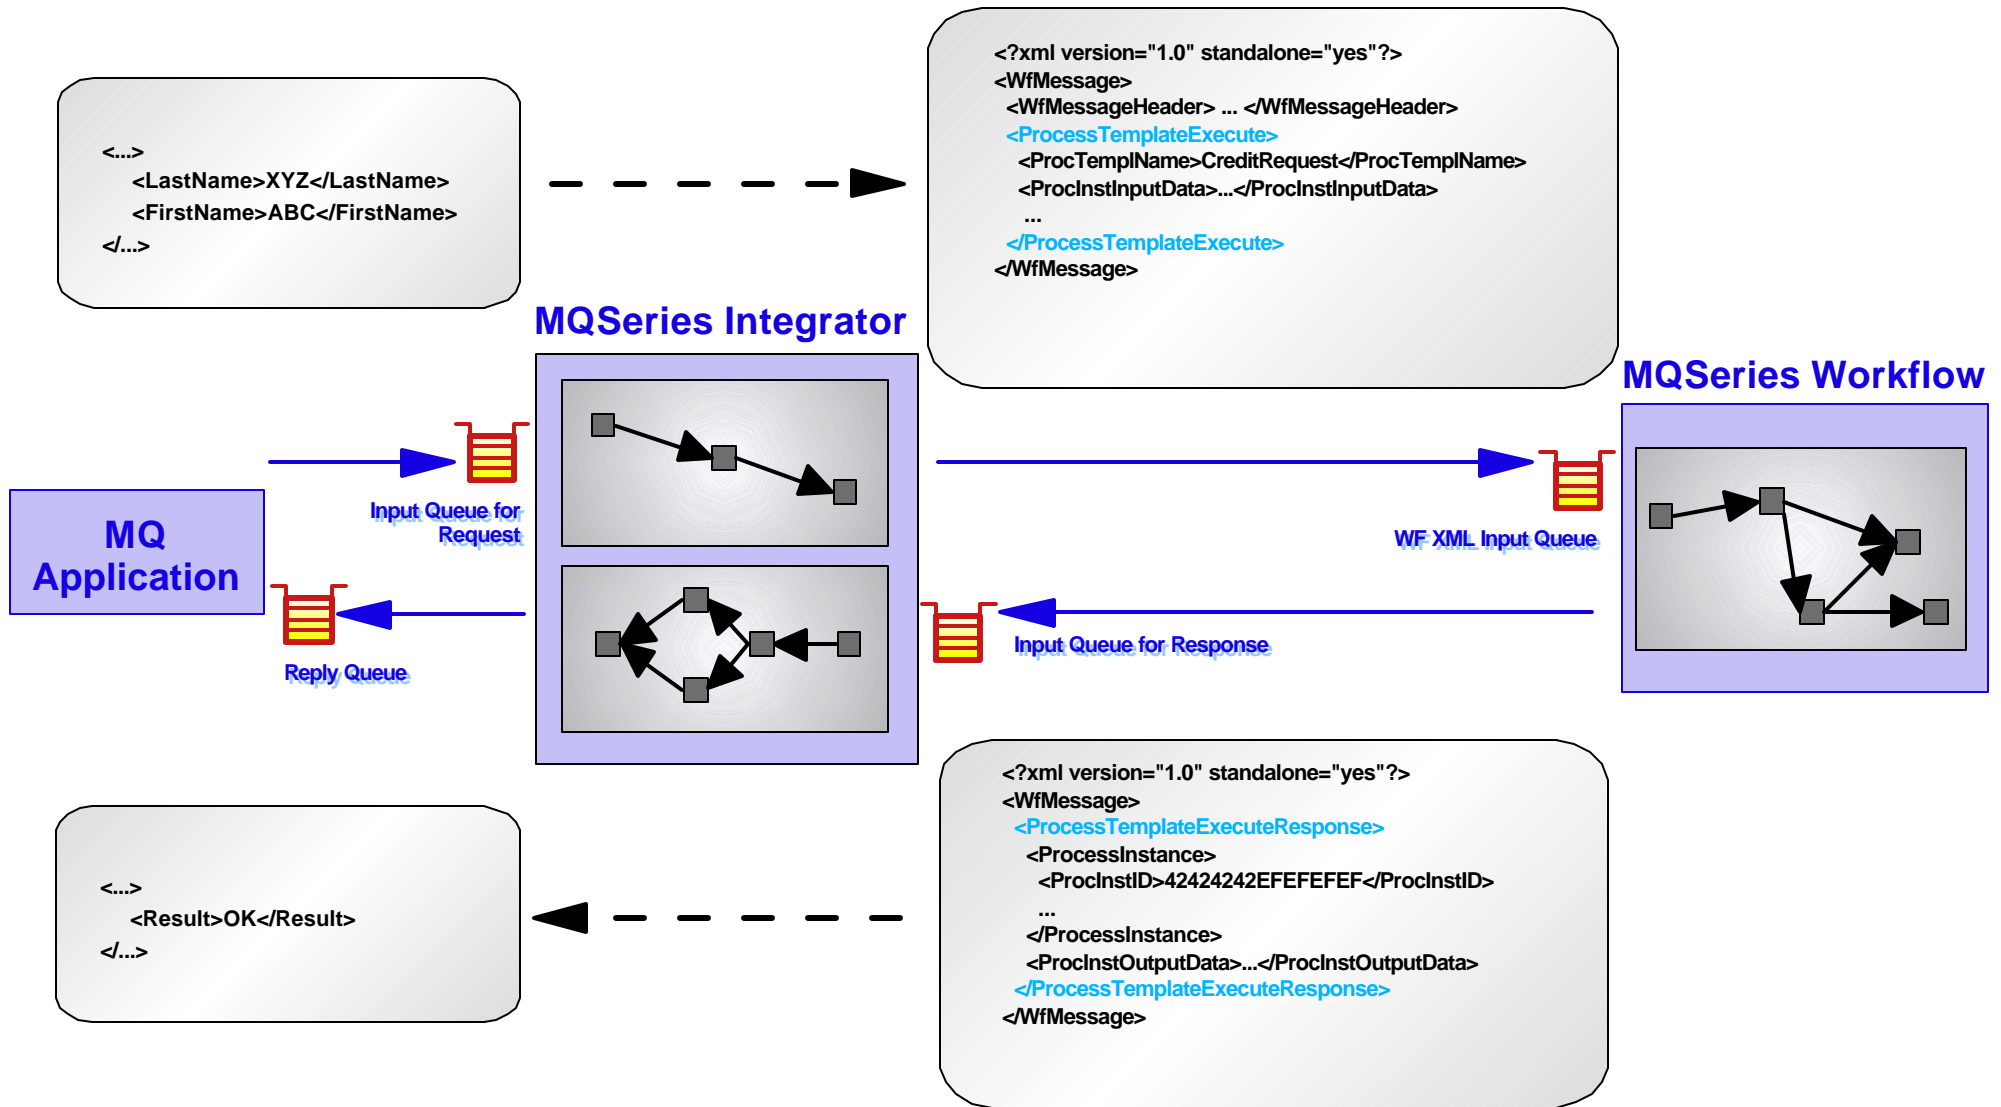 <...>
<LastName>XYZ</LastName>
<FirstName>ABC</FirstName>
</...>
<?xml version="1.0" standalone="yes"?>
<WfMessage>
<WfMessageHeader> ... </WfMessageHeader>
<ProcessTemplateExecute>
<ProcTemplName>CreditRequest</ProcTemplName>
<ProcInstInputData>...</ProcInstInputData>
...
</ProcessTemplateExecute>
</WfMessage>
MQSeries Integrator
MQSeries Workflow
MQ
Application
Input Queue for
Request
WF XML Input Queue
Reply Queue
Input Queue for Response
<...>
<Result>OK</Result>
</...>
<?xml version="1.0" standalone="yes"?>
<WfMessage>
<ProcessTemplateExecuteResponse>
<ProcessInstance>
<ProcInstID>42424242EFEFEFEF</ProcInstID>
...
</ProcessInstance>
<ProcInstOutputData>...</ProcInstOutputData>
</ProcessTemplateExecuteResponse>
</WfMessage>